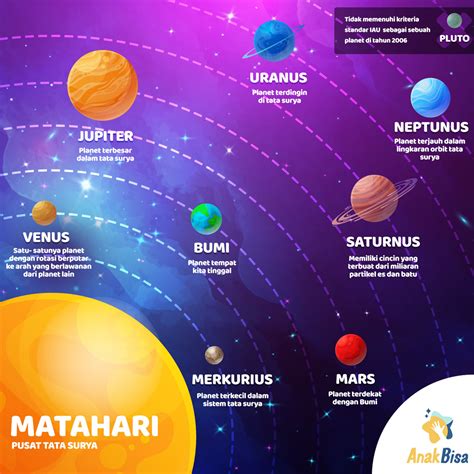 Tidak memenuhi kriteria
standar IAU sebagai sebuah
planet di tahun 2006
PLUTO
URANUS
Planet terdingin
di tata surya
NEPTUNUS
Planet terjauh dalam
lingkaran orbit tata
surya
JUPITER
Planet terbesar
dalam tata surya
VENUS
Satu- satunya planet
dengan rotasi berputar
ke arah yang berlawanan
dari planet lain
BUMI
Planet tempat
kita tinggal
SATURNUS
Memiliki cincin yang
terbuat dari miliaran
partikel es dan batu
MERKURIUS
Planet terkecil dalam
sistem tata surya
MARS
Planet terdekat
dengan Bumi
MATAHARI
PUSAT TATA SURYA
AnakBisa